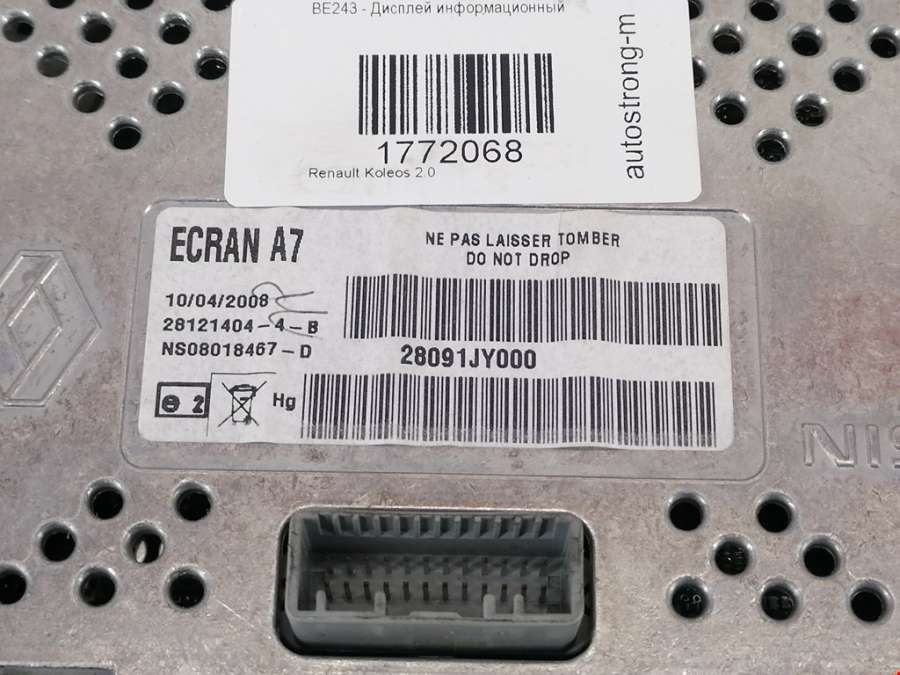 BE243 - Дисплей информационный
1772068
Renault Koleos 2.0
autostrong-m
ECRAN A7
NE PAS LAISSER TOMBER
DO NOT DROP
10/04/2008
28121404-4-B
NS08018467-D
28091JY000
e 2
Hg